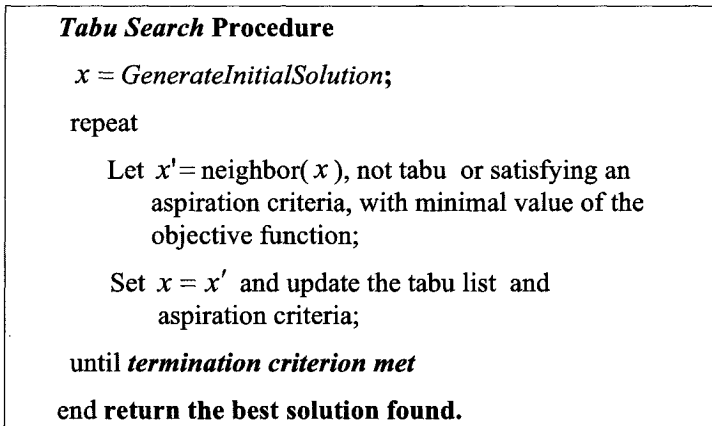 Tabu Search Procedure
x = GenerateInitialSolution;
repeat
Let x'= neighbor( x ), not tabu or satisfying an
aspiration criteria, with minimal value of the
objective function;
Set x = x' and update the tabu list and
aspiration criteria;
until termination criterion met
end return the best solution found.